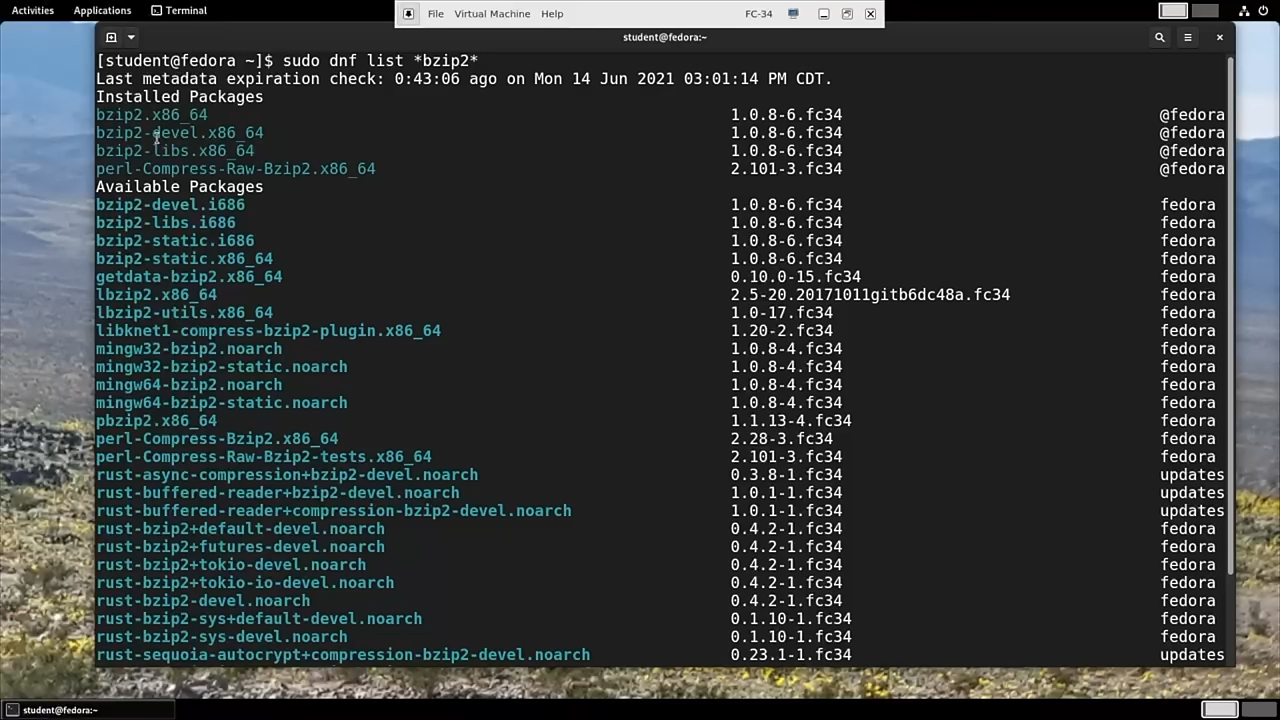 Activities Applications Terminal File Virtual Machine Help FC-34
student@fedora:~
[student@fedora ~]$ sudo dnf list *bzip2*
Last metadata expiration check: 0:43:06 ago on Mon 14 Jun 2021 03:01:14 PM CDT.
Installed Packages
bzip2.x86_64 1.0.8-6.fc34 @fedora
bzip2-devel.x86_64 1.0.8-6.fc34 @fedora
bzip2-libs.x86_64 1.0.8-6.fc34 @fedora
perl-Compress-Raw-Bzip2.x86_64 2.101-3.fc34 @fedora
Available Packages
bzip2-devel.i686 1.0.8-6.fc34 fedora
bzip2-libs.i686 1.0.8-6.fc34 fedora
bzip2-static.i686 1.0.8-6.fc34 fedora
bzip2-static.x86_64 1.0.8-6.fc34 fedora
getdata-bzip2.x86_64 0.10.0-15.fc34 fedora
lbzip2.x86_64 2.5-20.20171011gitb6dc48a.fc34 fedora
lbzip2-utils.x86_64 1.0-17.fc34 fedora
libknet1-compress-bzip2-plugin.x86_64 1.20-2.fc34 fedora
mingw32-bzip2.noarch 1.0.8-4.fc34 fedora
mingw32-bzip2-static.noarch 1.0.8-4.fc34 fedora
mingw64-bzip2.noarch 1.0.8-4.fc34 fedora
mingw64-bzip2-static.noarch 1.0.8-4.fc34 fedora
pbzip2.x86_64 1.1.13-4.fc34 fedora
perl-Compress-Bzip2.x86_64 2.28-3.fc34 fedora
perl-Compress-Raw-Bzip2-tests.x86_64 2.101-3.fc34 fedora
rust-async-compression+bzip2-devel.noarch 0.3.8-1.fc34 updates
rust-buffered-reader+bzip2-devel.noarch 1.0.1-1.fc34 updates
rust-buffered-reader+compression-bzip2-devel.noarch 1.0.1-1.fc34 updates
rust-bzip2+default-devel.noarch 0.4.2-1.fc34 fedora
rust-bzip2+futures-devel.noarch 0.4.2-1.fc34 fedora
rust-bzip2+tokio-devel.noarch 0.4.2-1.fc34 fedora
rust-bzip2+tokio-io-devel.noarch 0.4.2-1.fc34 fedora
rust-bzip2-devel.noarch 0.4.2-1.fc34 fedora
rust-bzip2-sys+default-devel.noarch 0.1.10-1.fc34 fedora
rust-bzip2-sys-devel.noarch 0.1.10-1.fc34 fedora
rust-sequoia-autocrypt+compression-bzip2-devel.noarch 0.23.1-1.fc34 updates
student@fedora:~